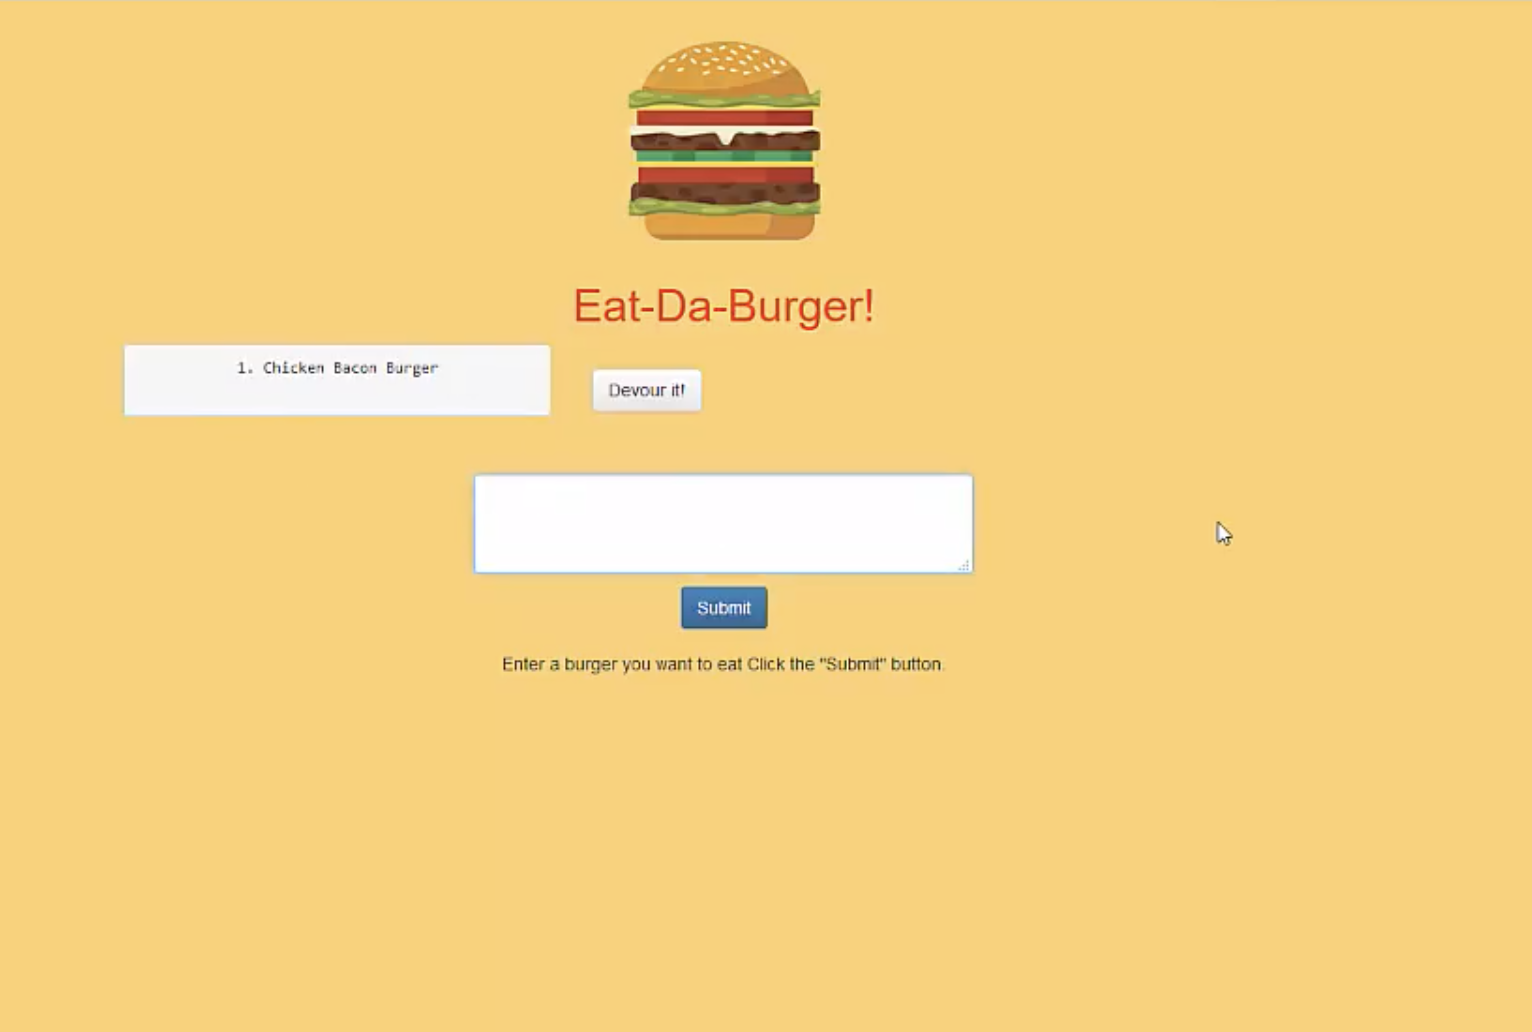 Eat-Da-Burger!
1. Chicken Bacon Burger
Devour it!
Submit
Enter a burger you want to eat Click the "Submit" button.